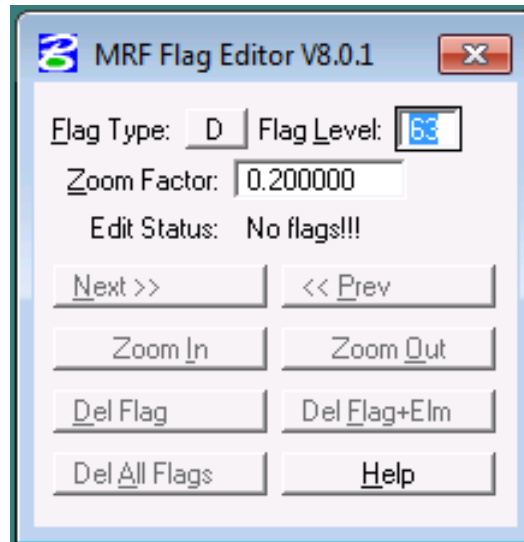 MRF Flag Editor V8.0.1
Flag Type: D Flag Level: 63
Zoom Factor: 0.200000
Edit Status: No flags!!!
Next >> << Prev
Zoom In Zoom Out
Del Flag Del Flag+Elm
Del All Flags Help